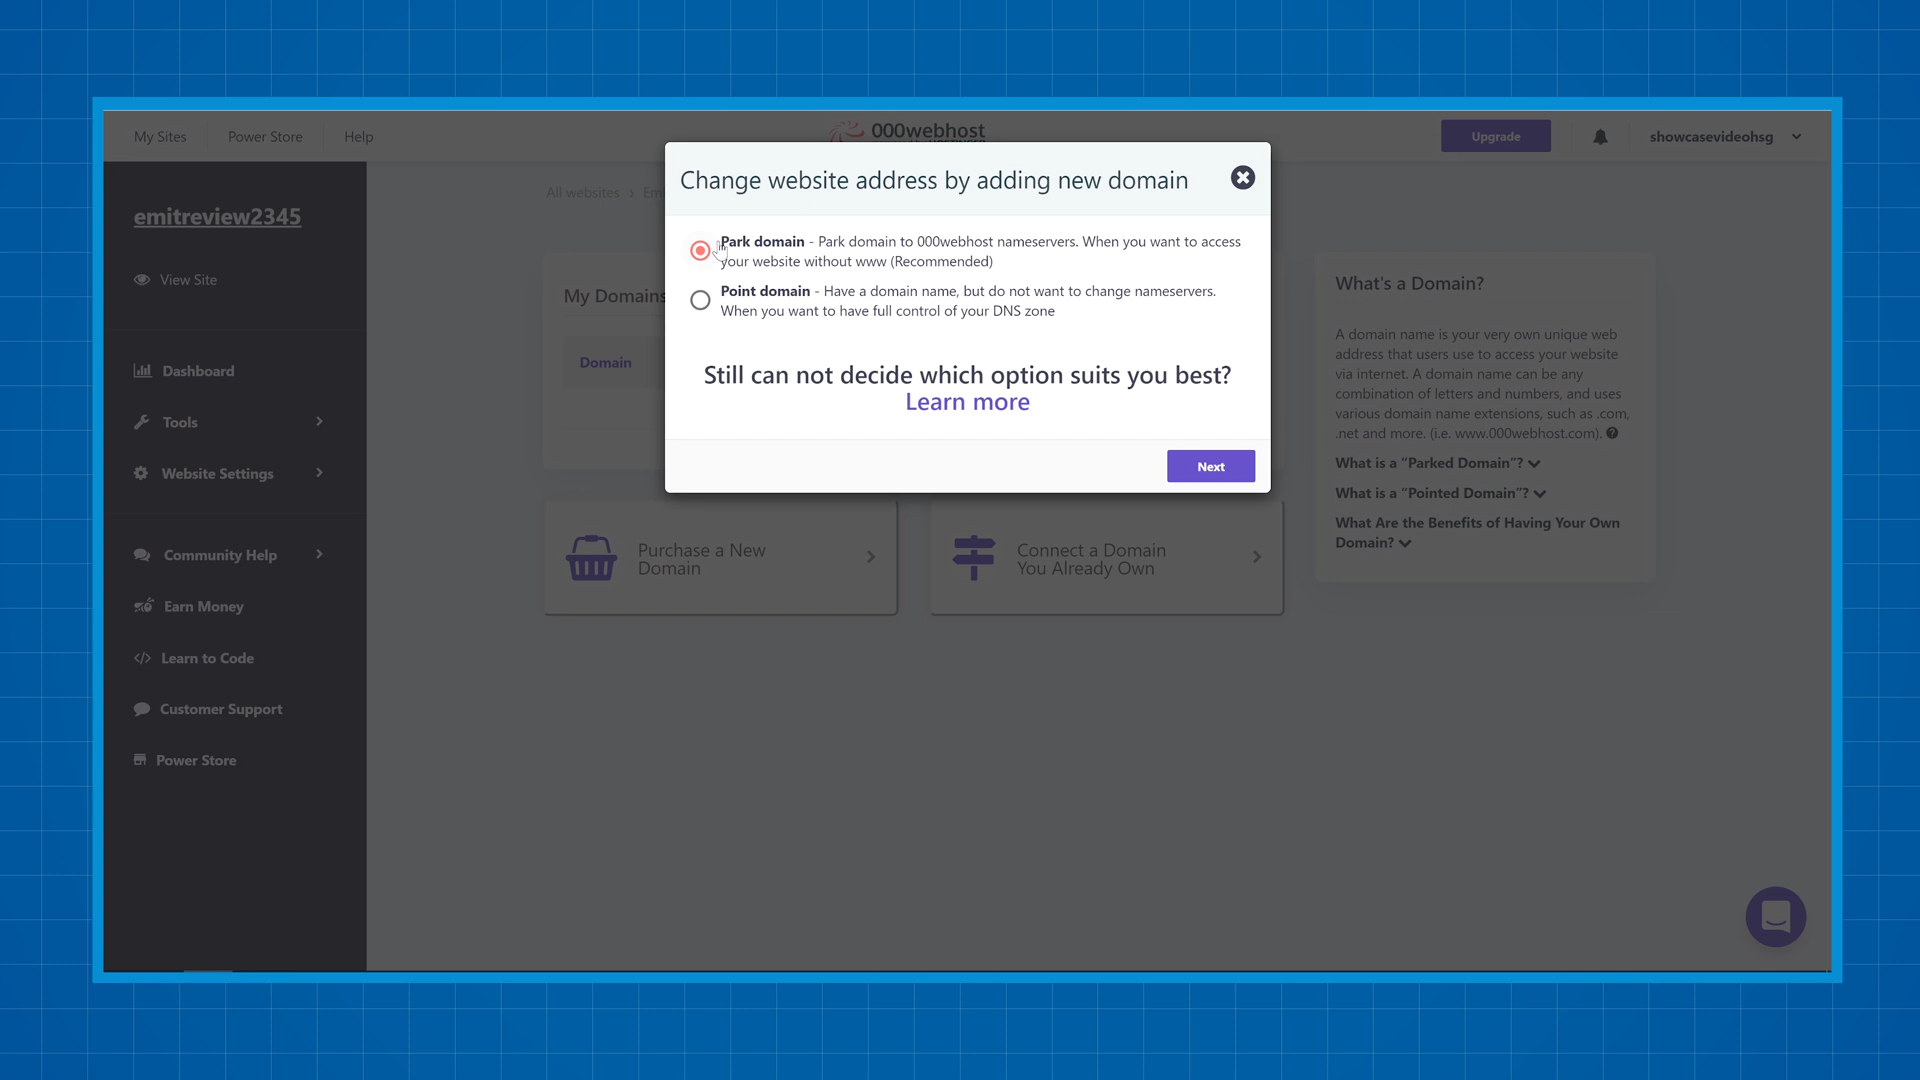 My Sites
Power Store
Help
000webhost
Upgrade
showcasevideohsg
emitreview2345
View Site
Dashboard
Tools
Website Settings
Community Help
Earn Money
Learn to Code
Customer Support
Power Store
All websites
Change website address by adding new domain
Park domain - Park domain to 000webhost nameservers. When you want to access
your website without www (Recommended)
Point domain - Have a domain name, but do not want to change nameservers.
When you want to have full control of your DNS zone
Still can not decide which option suits you best?
Learn more
Next
My Domains
Domain
Purchase a New
Domain
Connect a Domain
You Already Own
What's a Domain?
A domain name is your very own unique web
address that users use to access your website
via internet. A domain name can be any
combination of letters and numbers, and uses
various domain name extensions, such as .com,
.net and more. (i.e. www.000webhost.com).
What is a “Parked Domain”?
What is a “Pointed Domain”?
What Are the Benefits of Having Your Own
Domain?